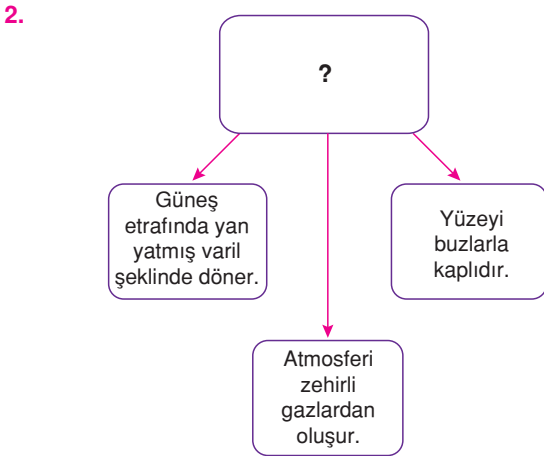 2.
?
Güneş
etrafında yan
yatmış varil
şeklinde döner.
Yüzeyi
buzlarla
kaplıdır.
Atmosferi
zehirli
gazlardan
oluşur.